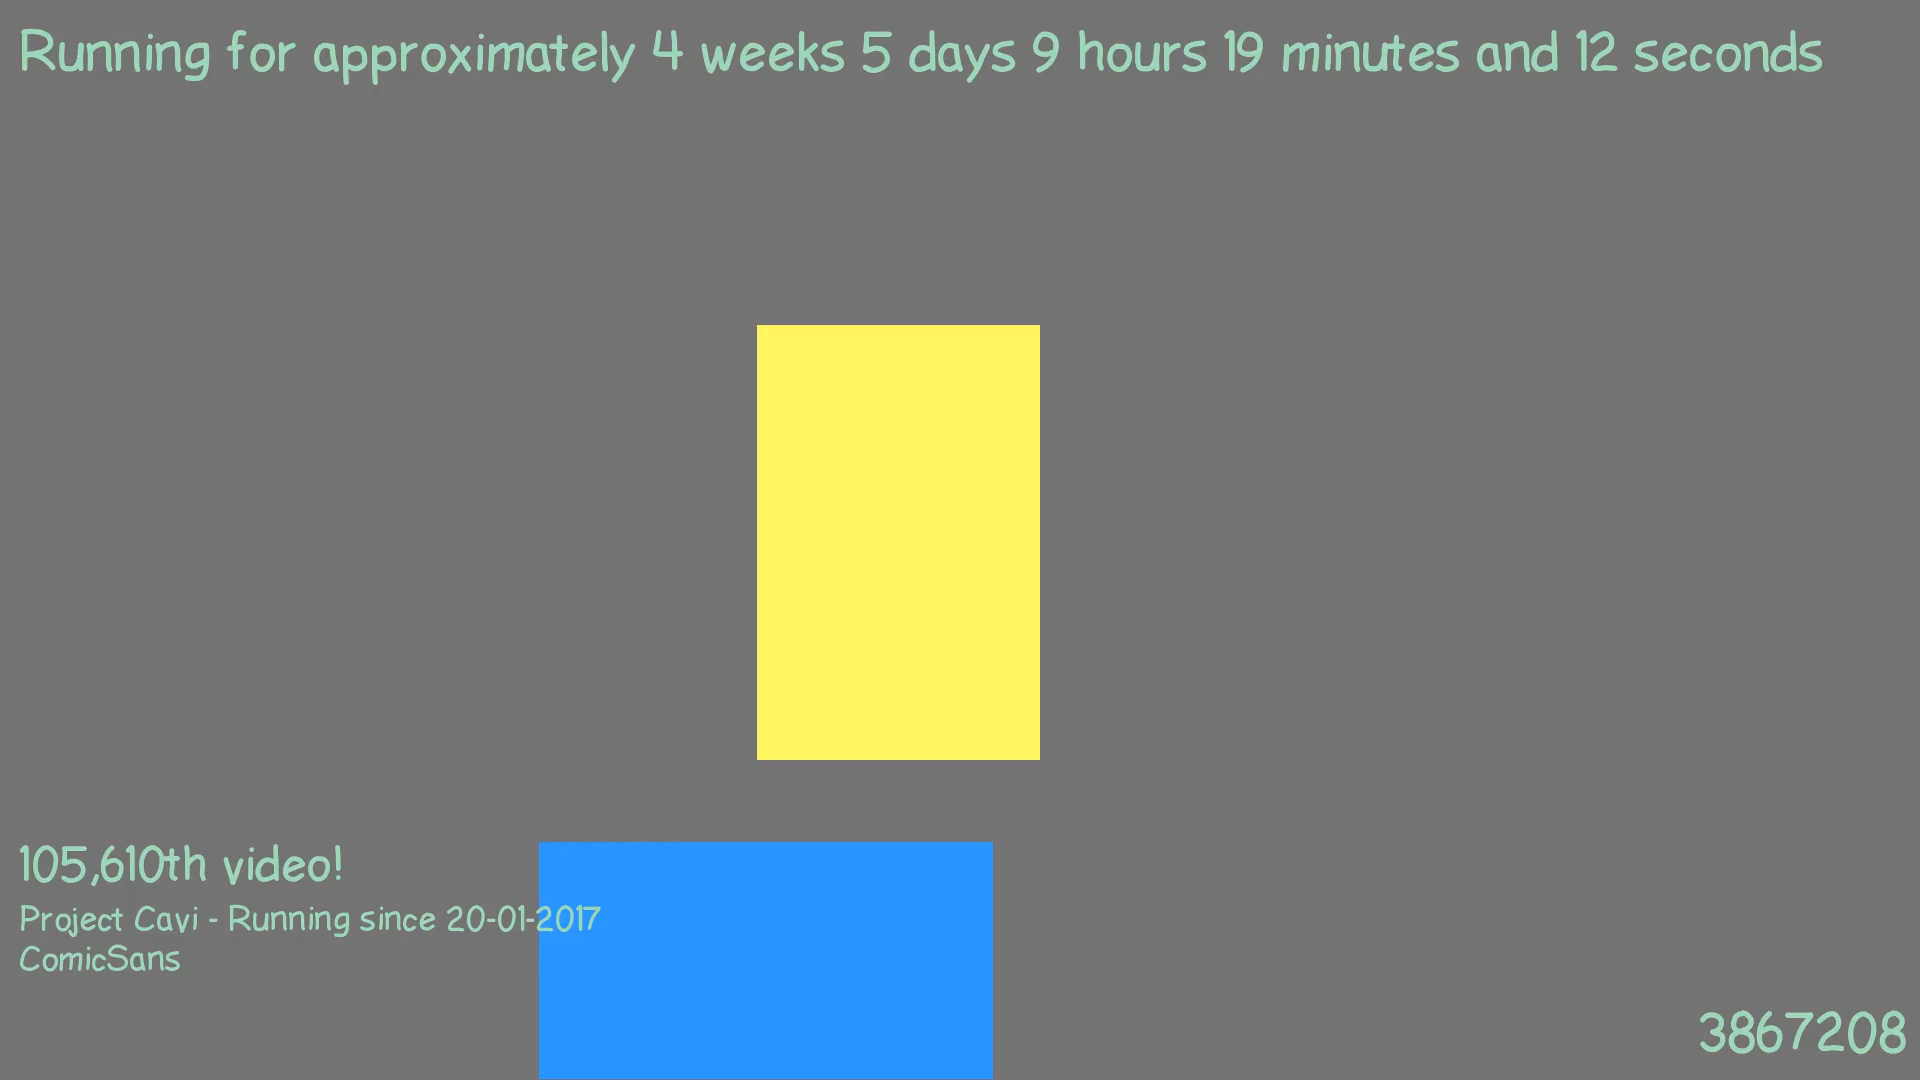 Running for approximately 4 weeks 5 days 9 hours 19 minutes and 12 seconds
105,610th video!
Project Cavi - Running since 20-01-2017
ComicSans
3867208